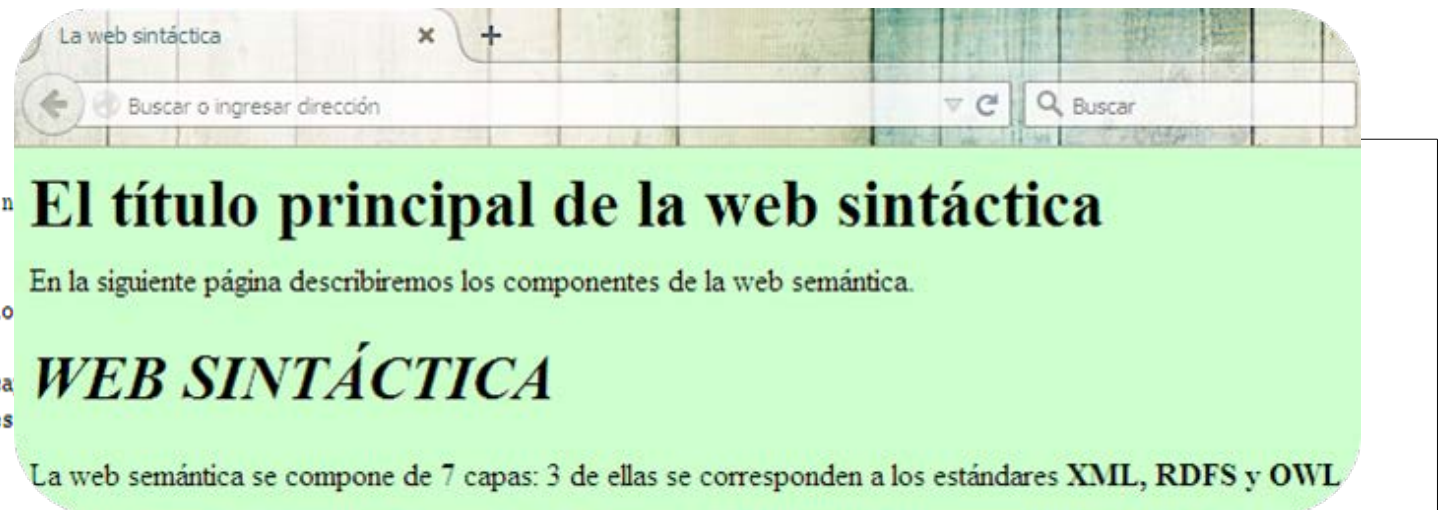 La web sintáctica
Buscar o ingresar dirección
Buscar
El título principal de la web sintáctica
En la siguiente página describiremos los componentes de la web semántica.
WEB SINTÁCTICA
La web semántica se compone de 7 capas: 3 de ellas se corresponden a los estándares XML, RDFS y OWL